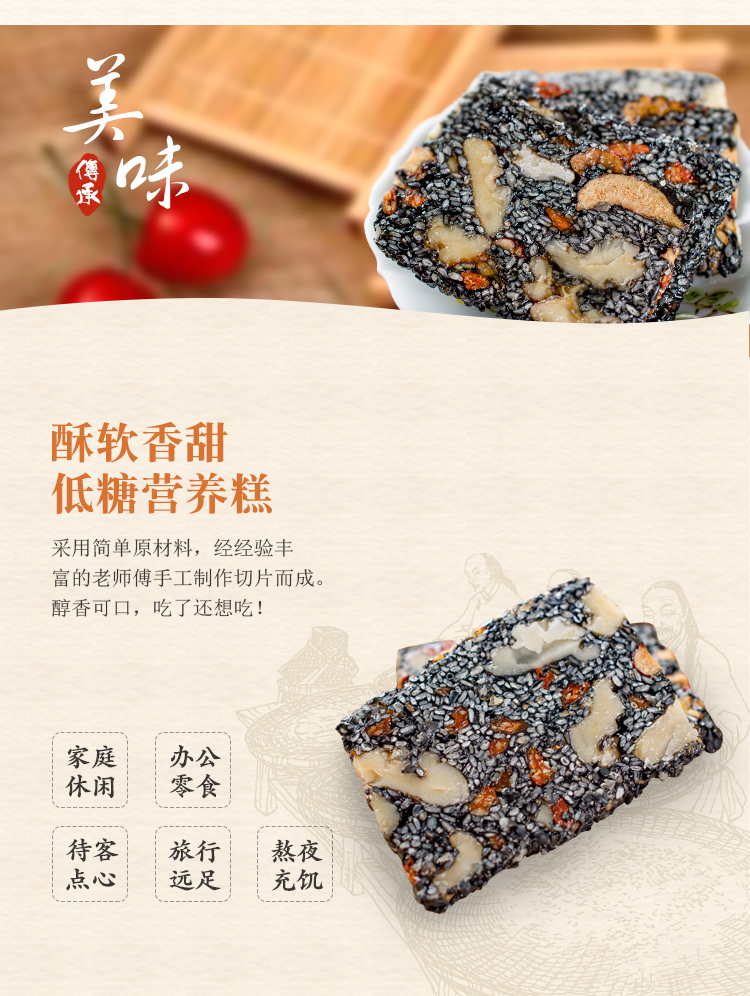 美味
傳承
酥软香甜
低糖营养糕
采用简单原材料，经经验丰
富的老师傅手工制作切片而成。
醇香可口，吃了还想吃！
家庭
休闲
办公
零食
待客
点心
旅行
远足
熬夜
充饥